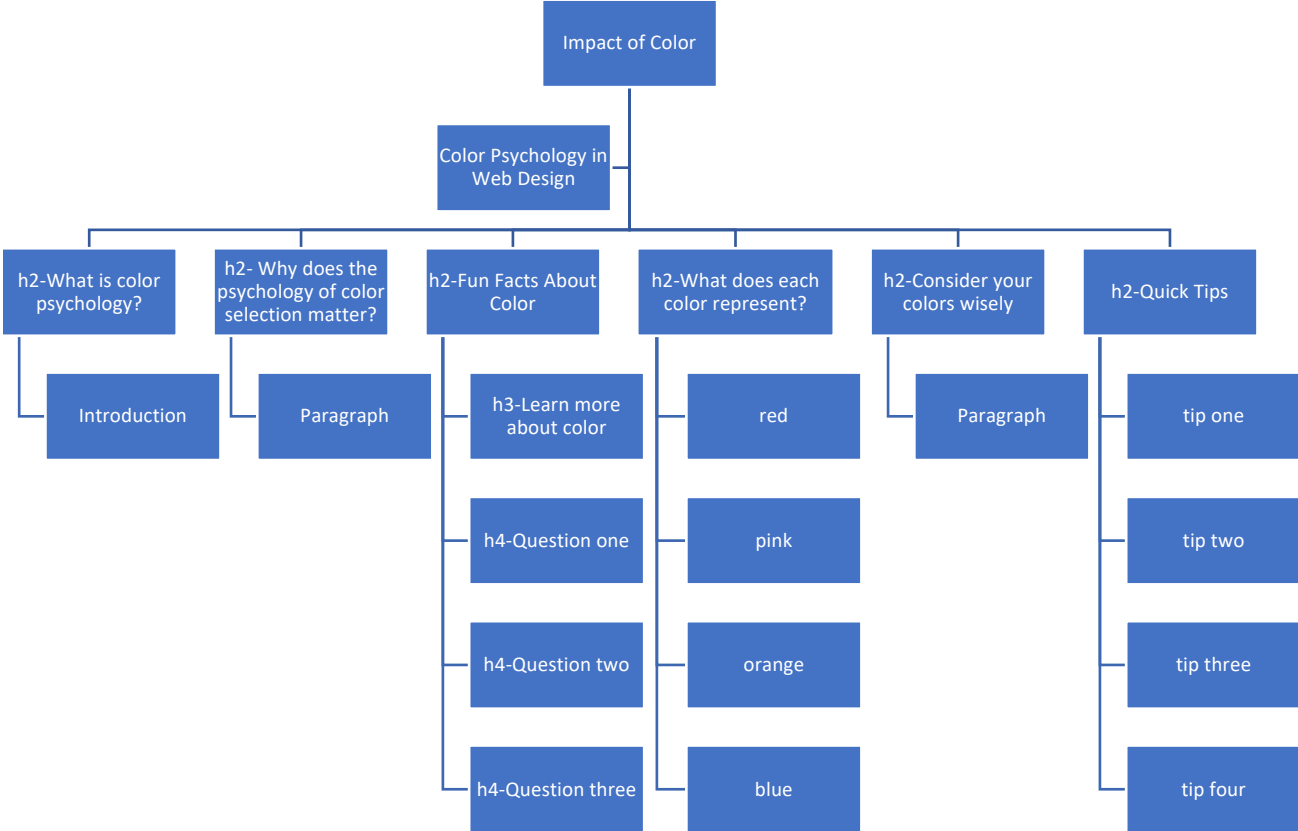 Impact of Color
Color Psychology in
Web Design
h2-What is color
psychology?
h2- Why does the
psychology of color
selection matter?
h2-Fun Facts About
Color
h2-What does each
color represent?
h2-Consider your
colors wisely
h2-Quick Tips
Introduction
Paragraph
h3-Learn more
about color
red
Paragraph
tip one
h4-Question one
pink
tip two
h4-Question two
orange
tip three
h4-Question three
blue
tip four